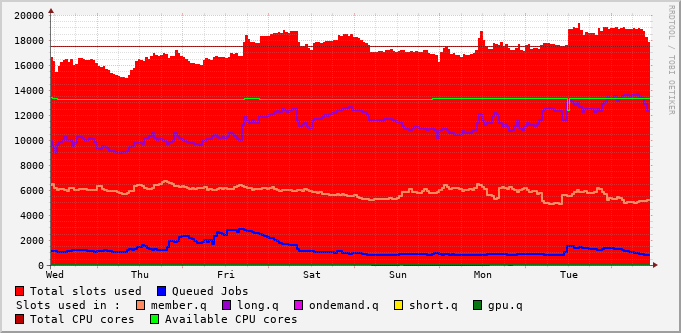 20000
18000
16000
14000
12000
10000
8000
6000
4000
2000
0
Wed Thu Fri Sat Sun Mon Tue
RRDTOOL / TOBI OETIKER
Total slots used Queued Jobs
Slots used in : member.q long.q ondemand.q short.q gpu.q
Total CPU cores Available CPU cores